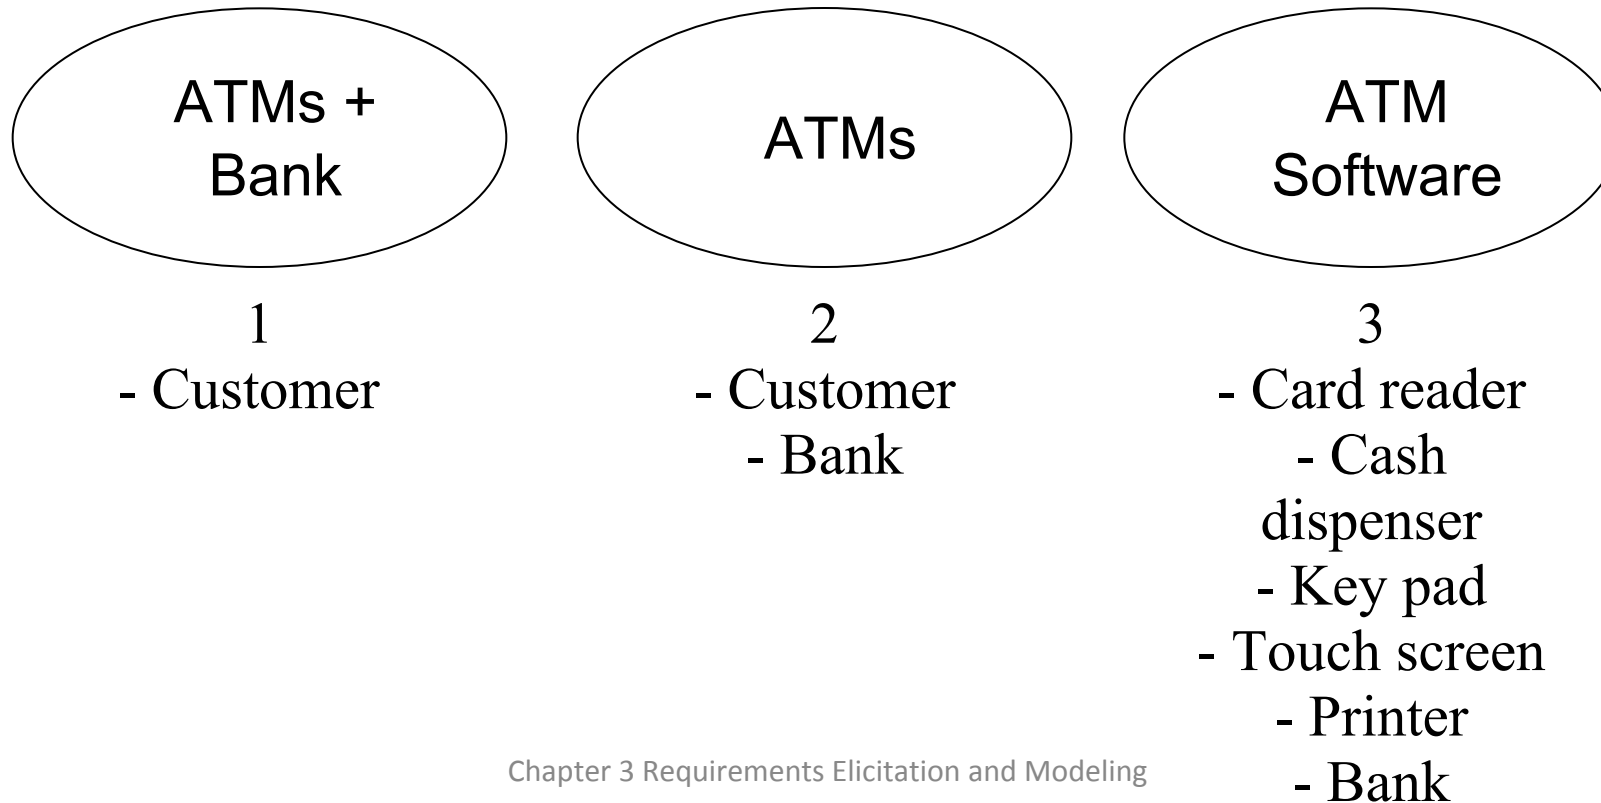 ATMs +
Bank
1
- Customer
ATMs
2
- Customer
- Bank
ATM
Software
3
- Card reader
- Cash
dispenser
- Key pad
- Touch screen
- Printer
- Bank
Chapter 3 Requirements Elicitation and Modeling